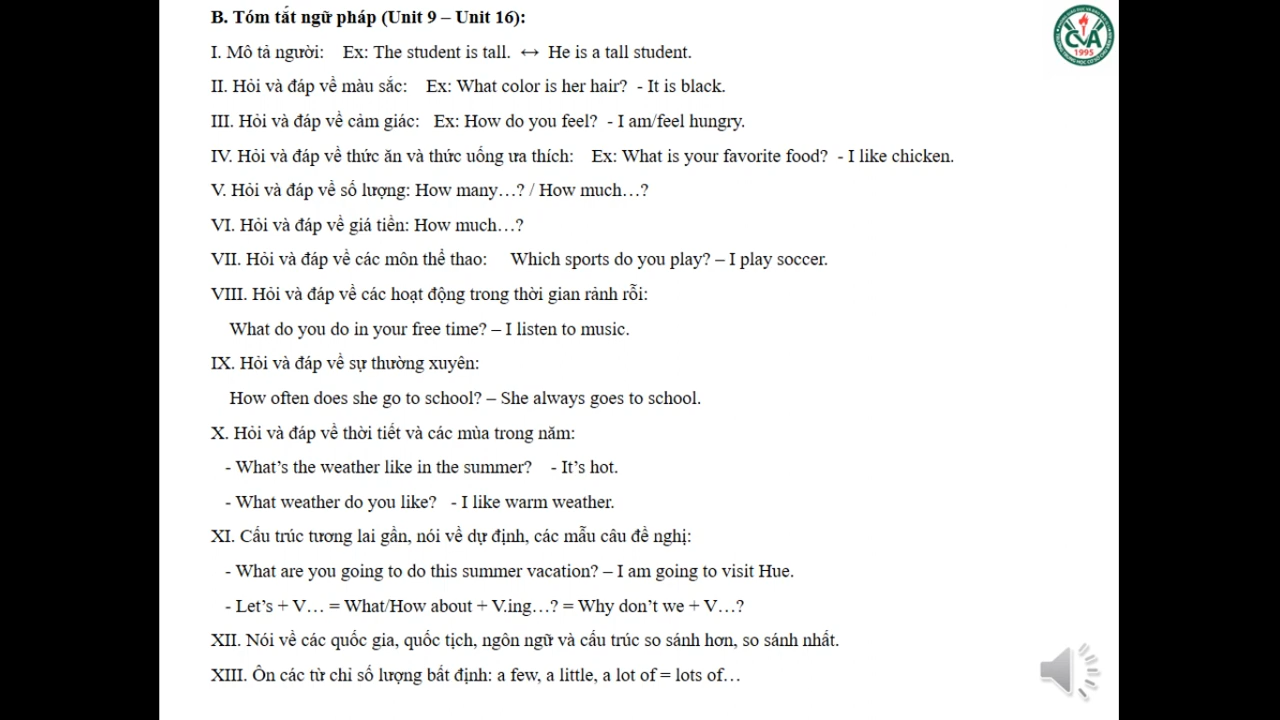 B. Tóm tắt ngữ pháp (Unit 9 – Unit 16):
I. Mô tả người: Ex: The student is tall. ↔ He is a tall student.
II. Hỏi và đáp về màu sắc: Ex: What color is her hair? - It is black.
III. Hỏi và đáp về cảm giác: Ex: How do you feel? - I am/feel hungry.
IV. Hỏi và đáp về thức ăn và thức uống ưa thích: Ex: What is your favorite food? - I like chicken.
V. Hỏi và đáp về số lượng: How many…? / How much…?
VI. Hỏi và đáp về giá tiền: How much…?
VII. Hỏi và đáp về các môn thể thao: Which sports do you play? – I play soccer.
VIII. Hỏi và đáp về các hoạt động trong thời gian rảnh rỗi:
What do you do in your free time? – I listen to music.
IX. Hỏi và đáp về sự thường xuyên:
How often does she go to school? – She always goes to school.
X. Hỏi và đáp về thời tiết và các mùa trong năm:
- What's the weather like in the summer? - It's hot.
- What weather do you like? - I like warm weather.
XI. Cấu trúc tương lai gần, nói về dự định, các mẫu câu đề nghị:
- What are you going to do this summer vacation? – I am going to visit Hue.
- Let's + V… = What/How about + V.ing…? = Why don't we + V…?
XII. Nói về các quốc gia, quốc tịch, ngôn ngữ và cấu trúc so sánh hơn, so sánh nhất.
XIII. Ôn các từ chỉ số lượng bất định: a few, a little, a lot of = lots of…
CVA
1995